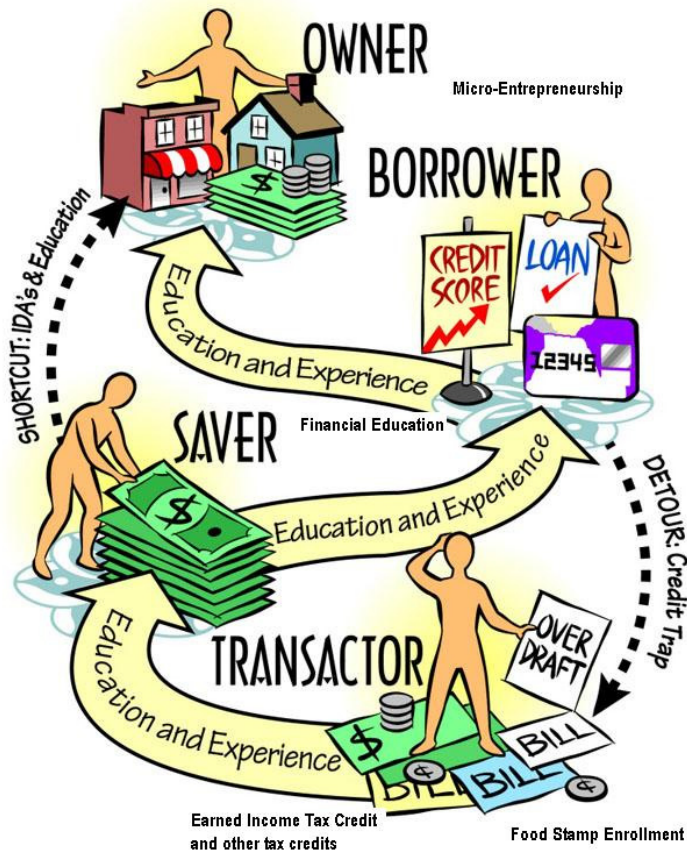 OWNER
Micro-Entrepreneurship
BORROWER
CREDIT
SCORE
LOAN
12345
SHORTCUT: IDA's & Education
Education and Experience
Financial Education
SAVER
Education and Experience
DETOUR: Credit Trap
TRANSACTOR
OVER
DRAFT
Education and Experience
BILL
BILL
BILL
Earned Income Tax Credit
and other tax credits
Food Stamp Enrollment